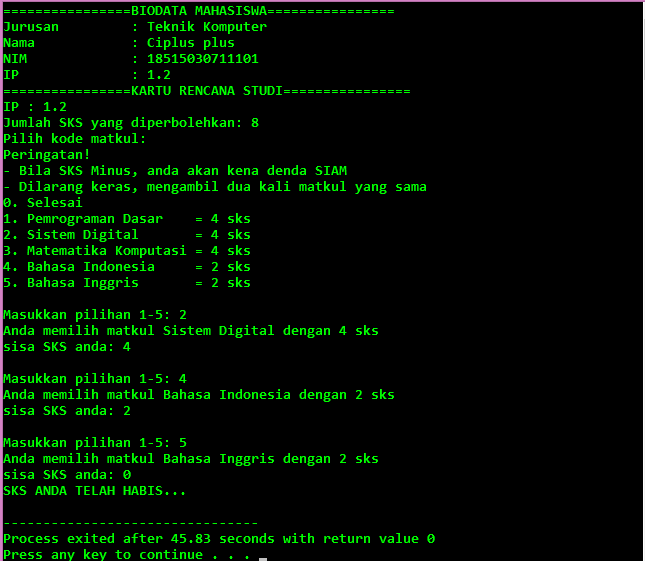 ================BIODATA MAHASISWA================
Jurusan         : Teknik Komputer
Nama            : Ciplus plus
NIM             : 18515030711101
IP              : 1.2
================KARTU RENCANA STUDI================
IP : 1.2
Jumlah SKS yang diperbolehkan: 8
Pilih kode matkul:
Peringatan!
- Bila SKS Minus, anda akan kena denda SIAM
- Dilarang keras, mengambil dua kali matkul yang sama
0. Selesai
1. Pemrograman Dasar    = 4 sks
2. Sistem Digital       = 4 sks
3. Matematika Komputasi = 4 sks
4. Bahasa Indonesia     = 2 sks
5. Bahasa Inggris       = 2 sks
Masukkan pilihan 1-5: 2
Anda memilih matkul Sistem Digital dengan 4 sks
sisa SKS anda: 4
Masukkan pilihan 1-5: 4
Anda memilih matkul Bahasa Indonesia dengan 2 sks
sisa SKS anda: 2
Masukkan pilihan 1-5: 5
Anda memilih matkul Bahasa Inggris dengan 2 sks
sisa SKS anda: 0
SKS ANDA TELAH HABIS...
--------------------------------
Process exited after 45.83 seconds with return value 0
Press any key to continue . . .